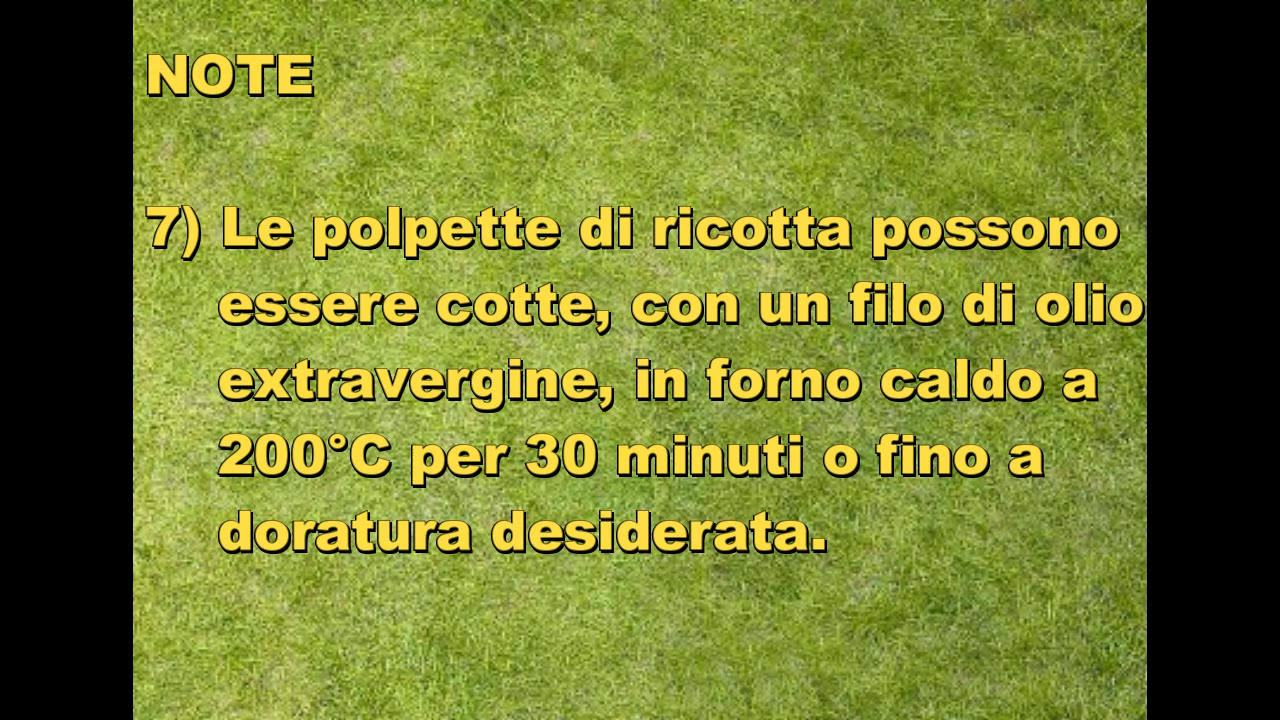 NOTE
7) Le polpette di ricotta possono
essere cotte, con un filo di olio
extravergine, in forno caldo a
200°C per 30 minuti o fino a
doratura desiderata.